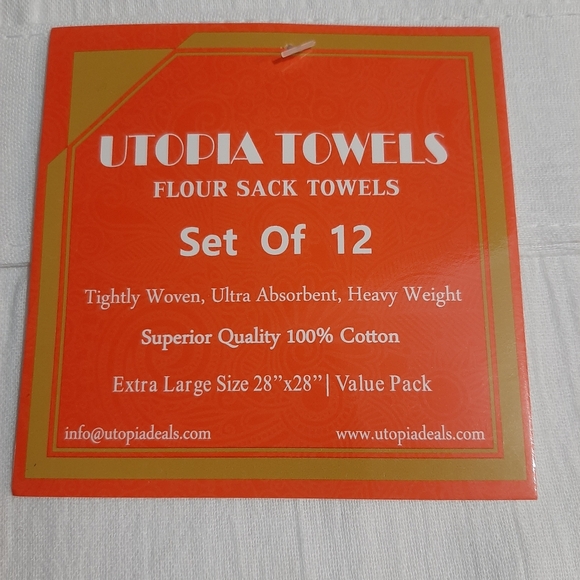 UTOPIA TOWELS
FLOUR SACK TOWELS
Set Of 12
Tightly Woven, Ultra Absorbent, Heavy Weight
Superior Quality 100% Cotton
Extra Large Size 28”x28”| Value Pack
info@utopiadeals.com www.utopiadeals.com